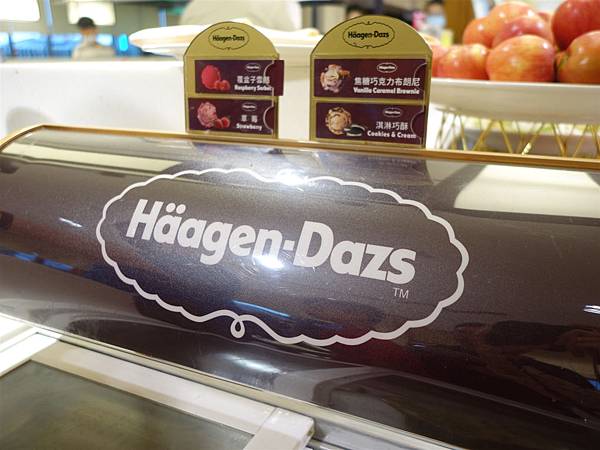 Häagen-Dazs
覆盆子雪酪
Raspberry Sorbet
草莓
Strawberry
Häagen-Dazs
焦糖巧克力布朗尼
Vanilla Caramel Brownie
淇淋巧酥
Cookies & Cream
Häagen-Dazs
TM